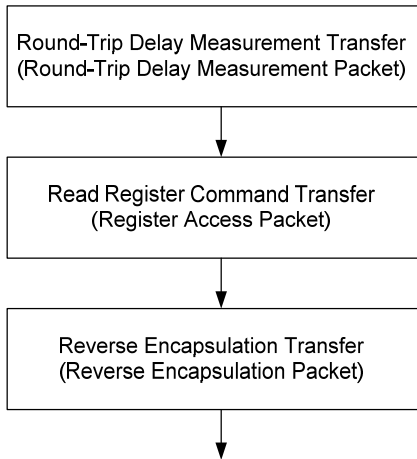 Round-Trip Delay Measurement Transfer
(Round-Trip Delay Measurement Packet)
Read Register Command Transfer
(Register Access Packet)
Reverse Encapsulation Transfer
(Reverse Encapsulation Packet)